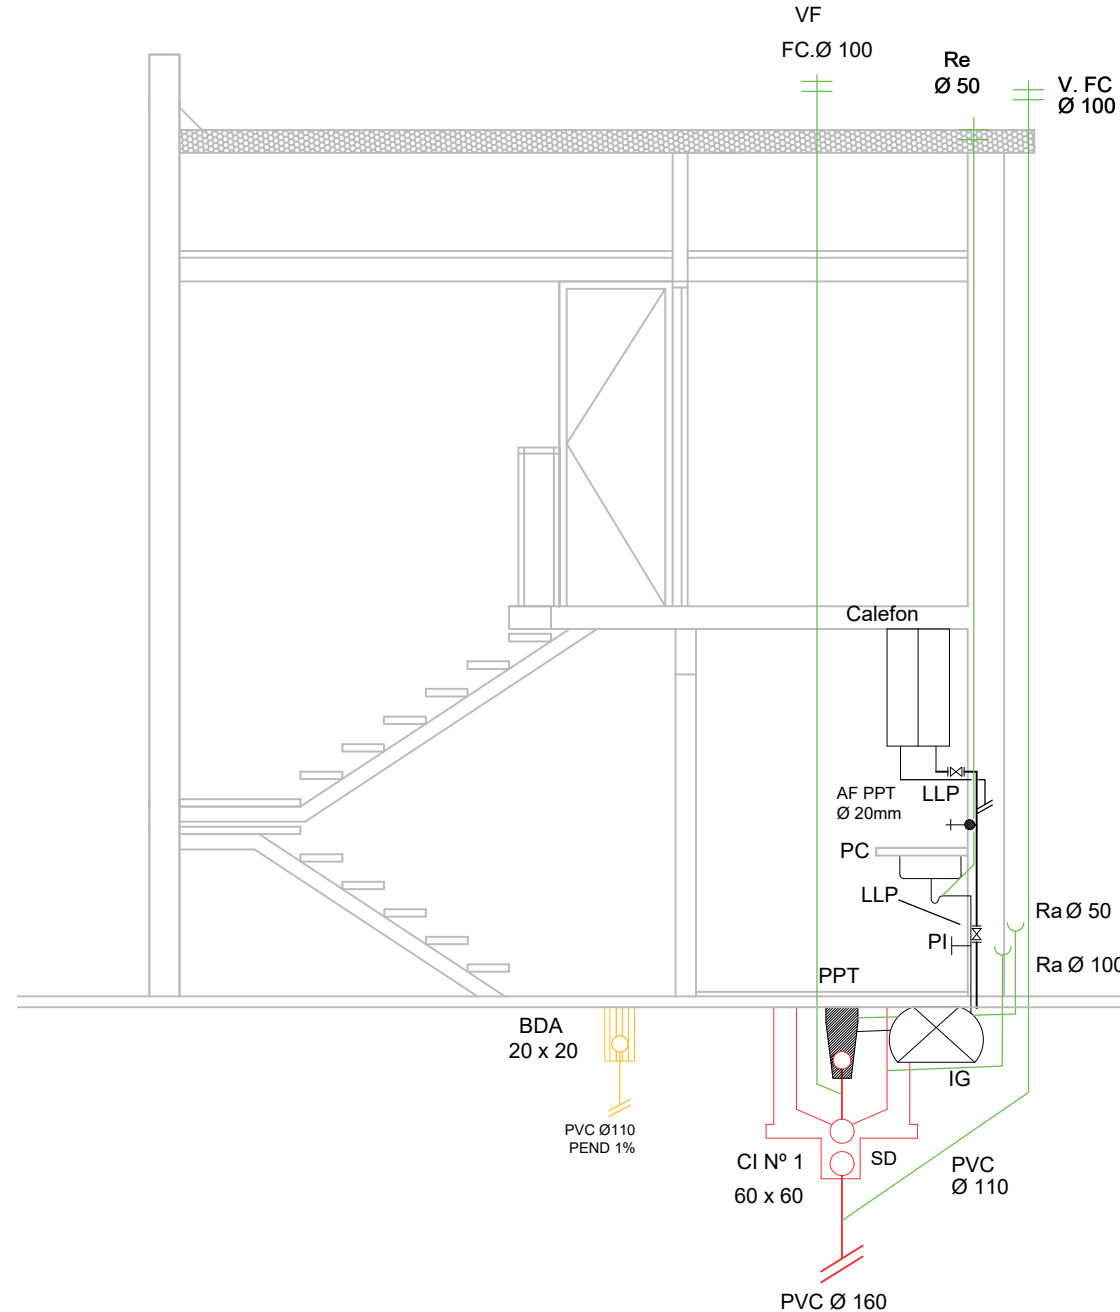 VF
FC.Ø 100
Re
Ø 50
V. FC
Ø 100
Calefon
LLP
AF PPT
Ø 20mm
PC
LLP
Ra Ø 50
PI
Ra Ø 100
PPT
BDA
20 x 20
IG
PVC Ø110
PEND 1%
CI Nº 1
60 x 60
SD
PVC
Ø 110
PVC Ø 160